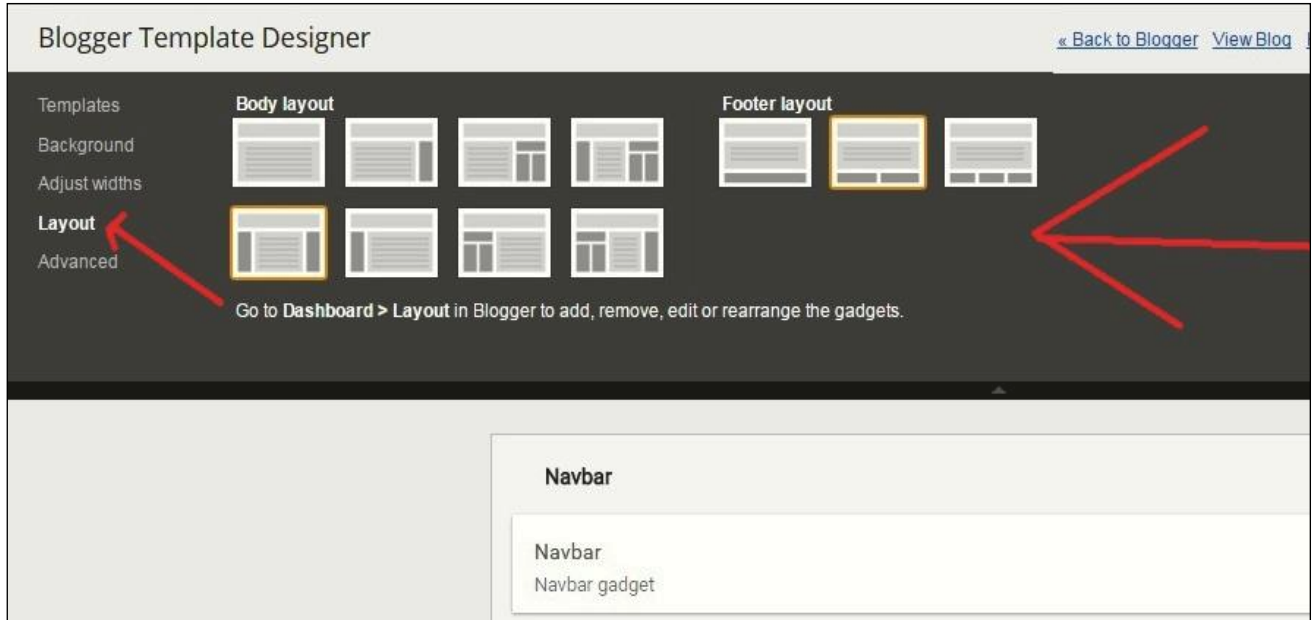 Blogger Template Designer
« Back to Blogger View Blog
Templates
Background
Adjust widths
Layout
Advanced
Body layout
Footer layout
Go to Dashboard > Layout in Blogger to add, remove, edit or rearrange the gadgets.
Navbar
Navbar
Navbar gadget